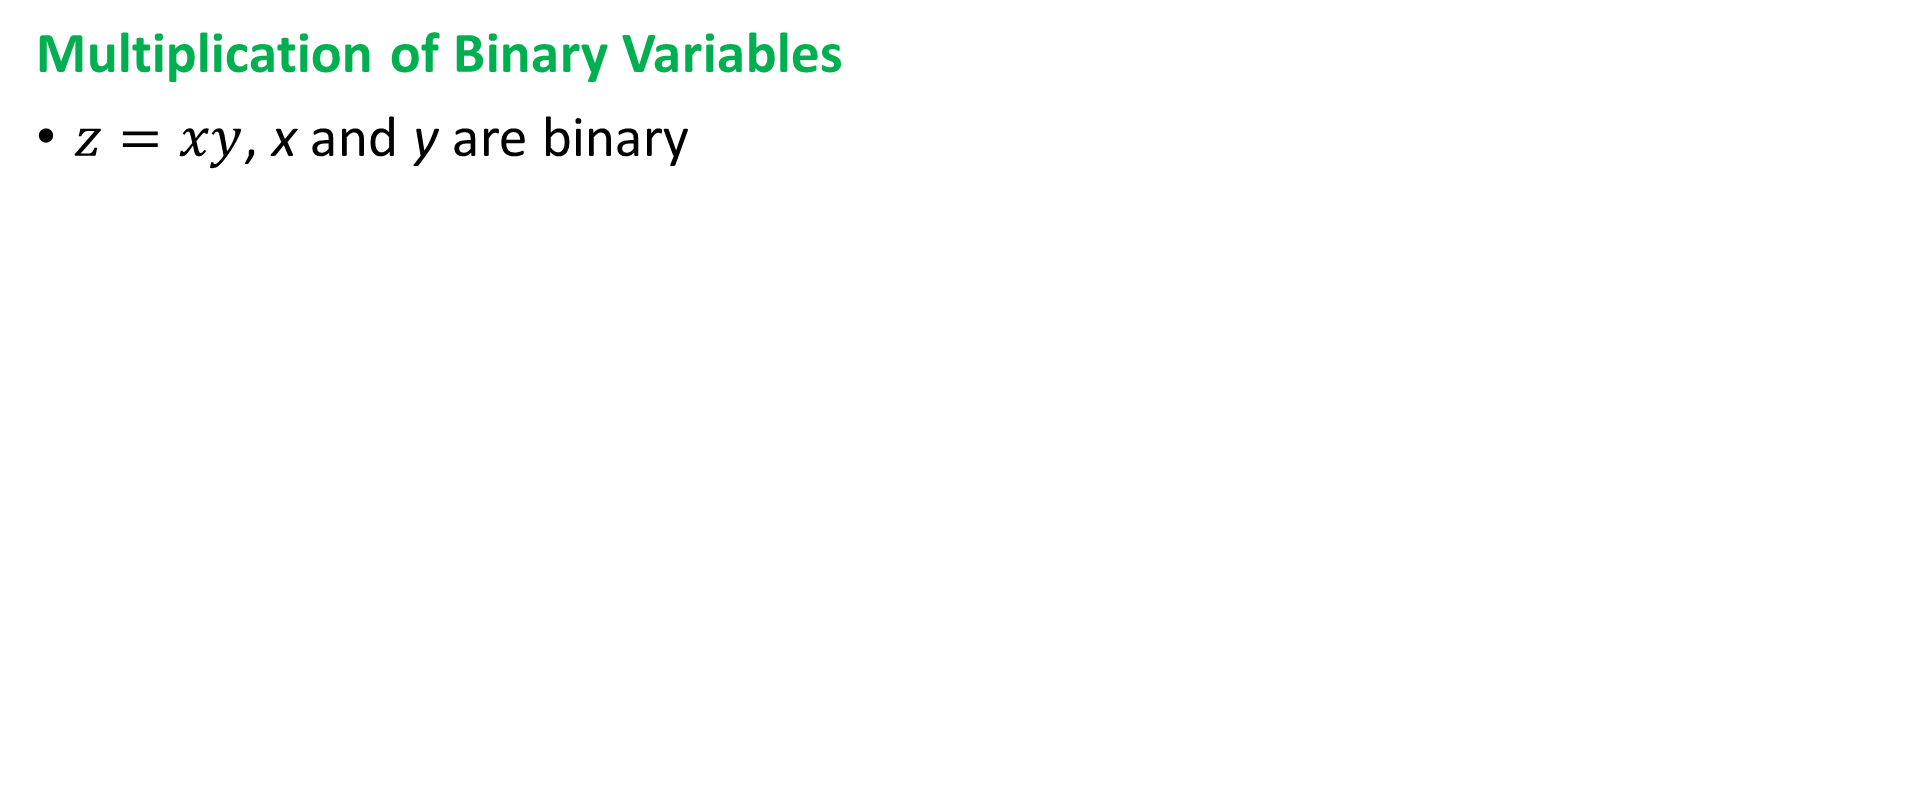 Multiplication of Binary Variables
• z = xy, x and y are binary